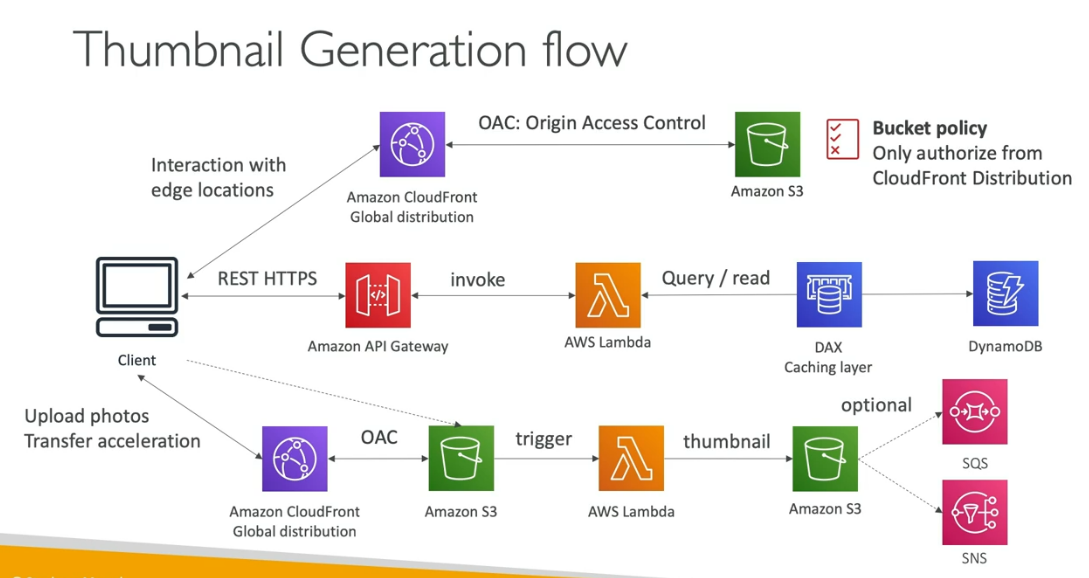 Thumbnail Generation flow
OAC: Origin Access Control
Bucket policy
Only authorize from
CloudFront Distribution
Interaction with
edge locations
Amazon CloudFront
Global distribution
Amazon S3
REST HTTPS
invoke
Query / read
Client
Amazon API Gateway
AWS Lambda
DAX
Caching layer
DynamoDB
Upload photos
Transfer acceleration
OAC
trigger
thumbnail
optional
SQS
Amazon CloudFront
Global distribution
Amazon S3
AWS Lambda
Amazon S3
SNS